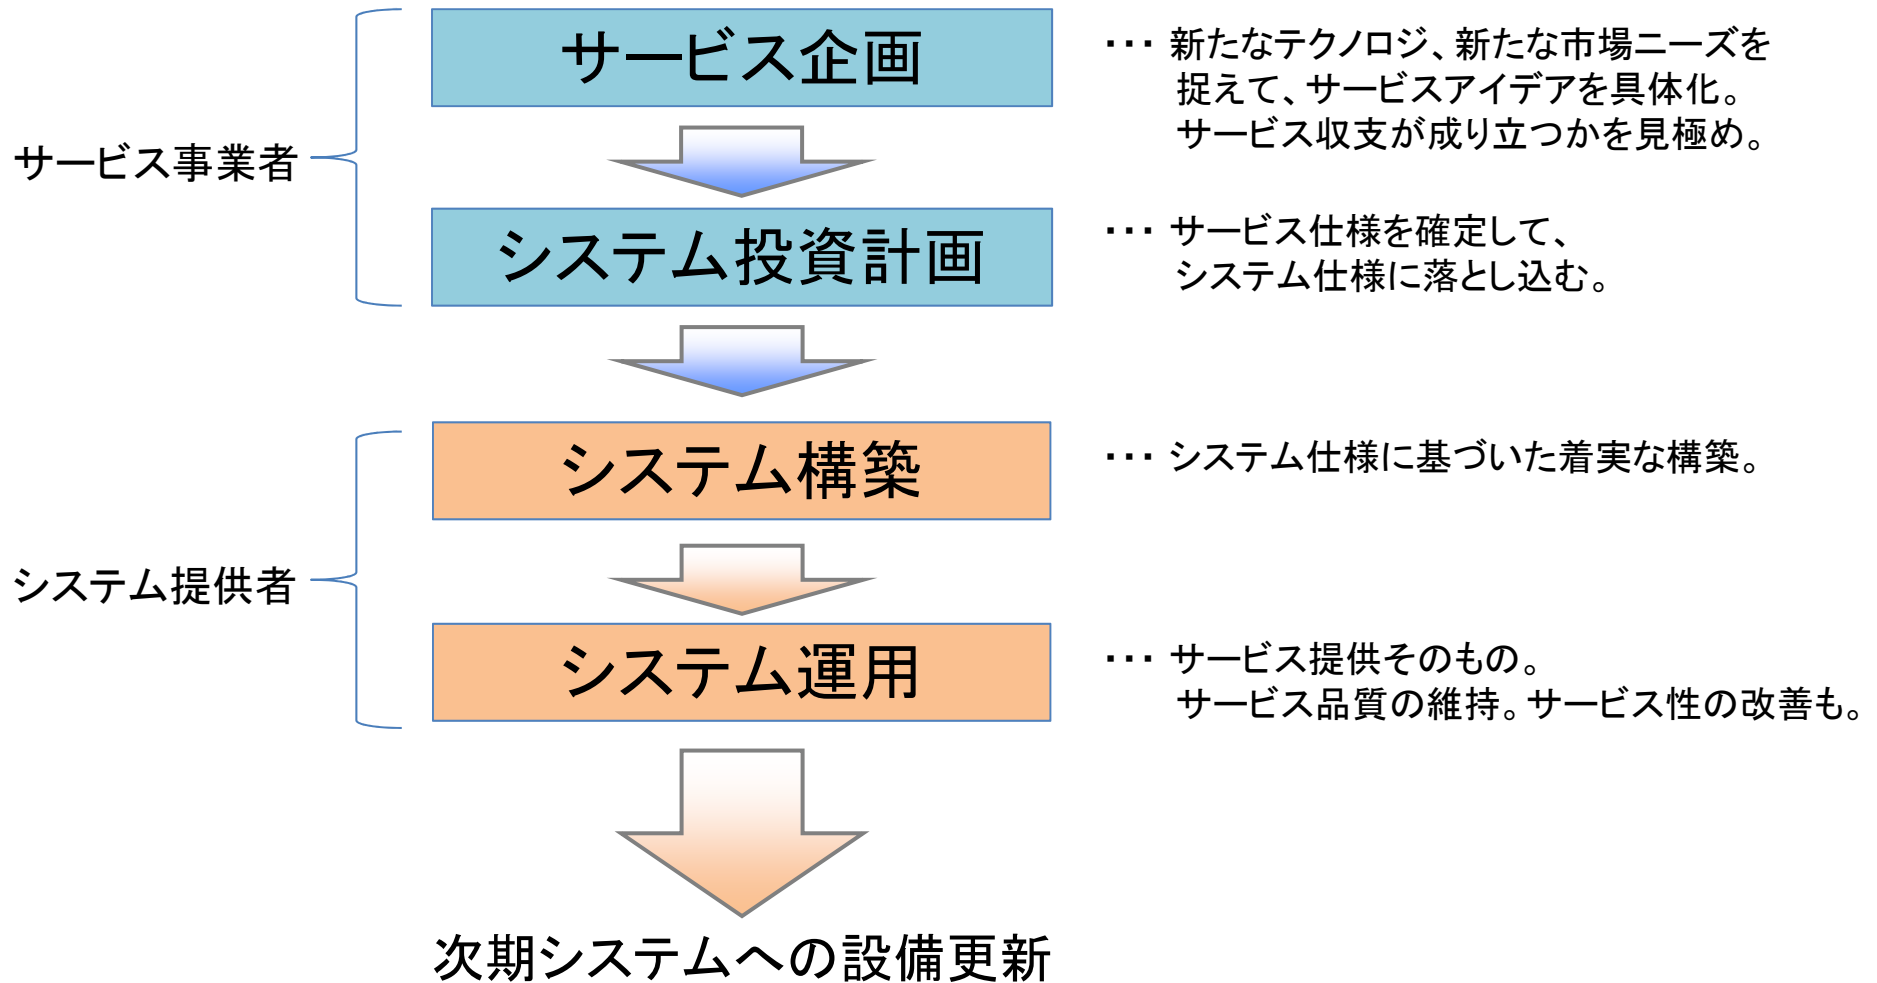 サービス企画
･･･ 新たなテクノロジ、新たな市場ニーズを
捉えて、サービスアイデアを具体化。
サービス収支が成り立つかを見極め。
サービス事業者
システム投資計画
･･･ サービス仕様を確定して、
システム仕様に落とし込む。
システム構築
･･･ システム仕様に基づいた着実な構築。
システム提供者
システム運用
･･･ サービス提供そのもの。
サービス品質の維持。サービス性の改善も。
次期システムへの設備更新